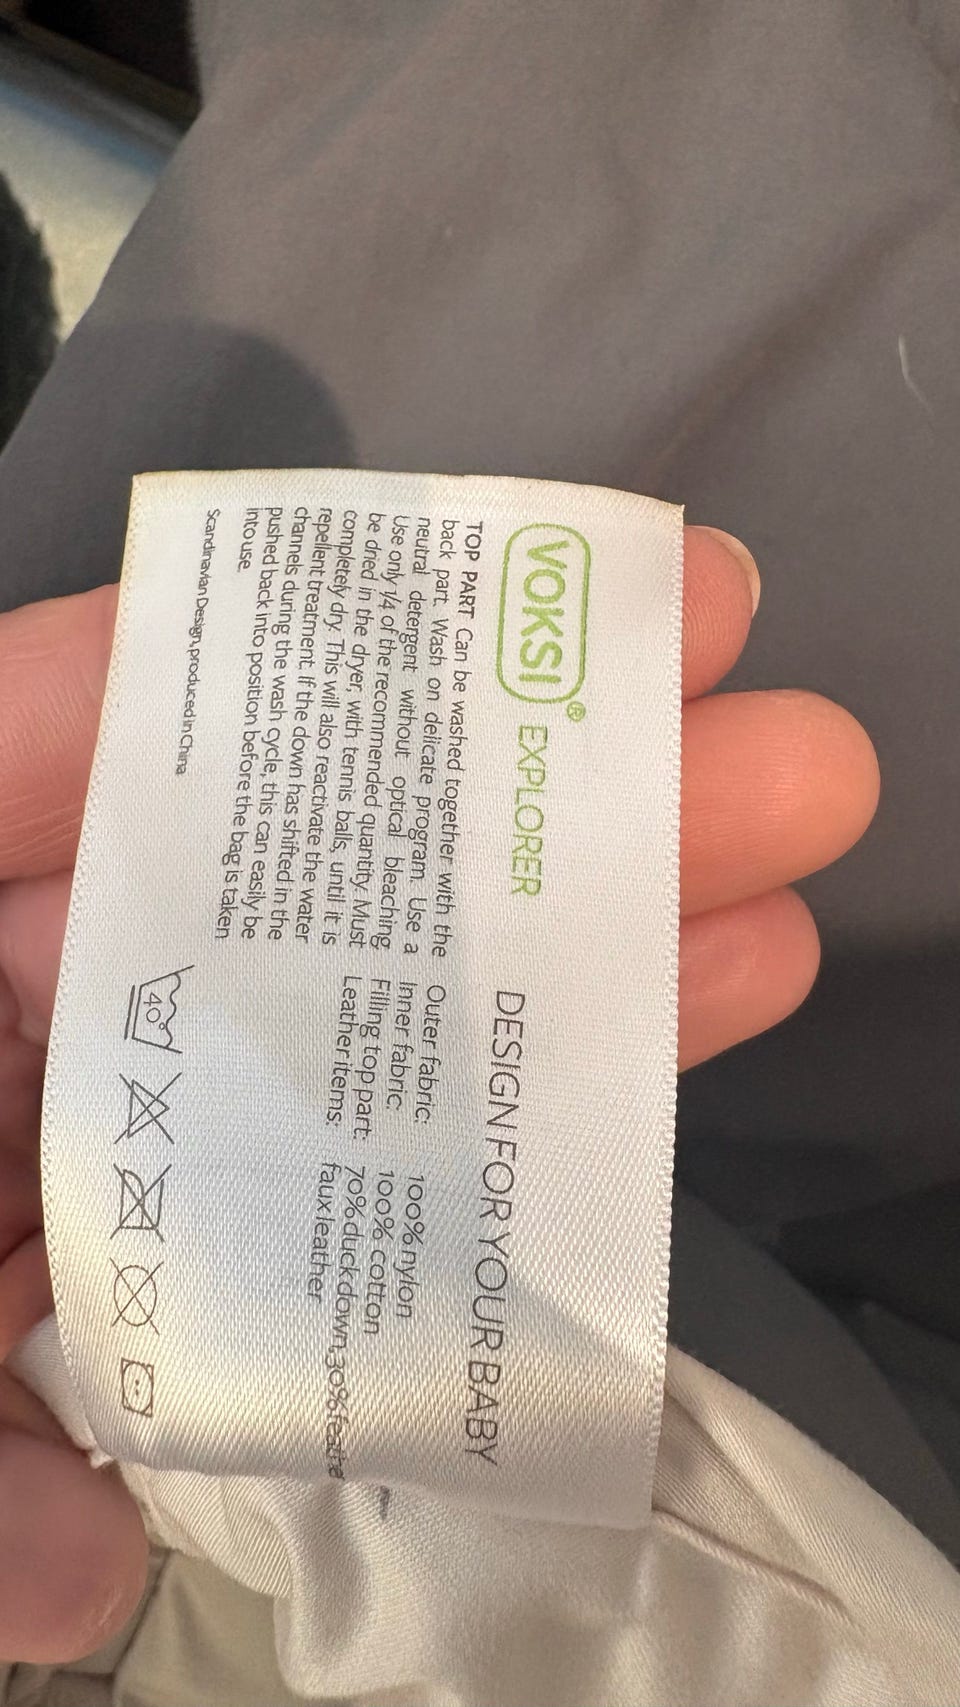 VOKSI® EXPLORER
DESIGN FOR YOUR BABY
TOP PART Can be washed together with the
back part. Wash on delicate program. Use a
neutral detergent without optical bleaching
Use only 1/4 of the recommended quantity. Must
be dried in the dryer, with tennis balls, until it is
completely dry. This will also reactivate the water
repellent treatment. If the down has shifted in the
channels during the wash cycle, this can easily be
pushed back into position before the bag is taken
into use.
Scandinavian Design, produced in China
Outer fabric: 100% nylon
Inner fabric: 100% cotton
Filling top part: 70% duck down, 30% feathe
Leather items: faux leather
40°